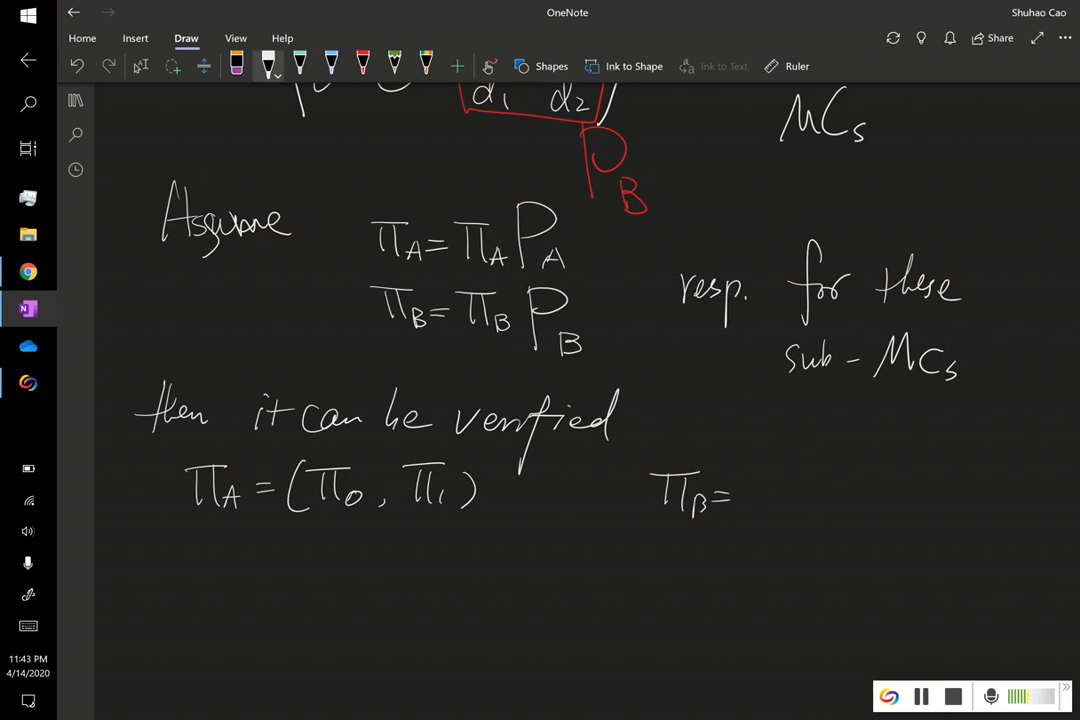 OneNote
Shuhao Cao
Home Insert Draw View Help
Share
Shapes
Ink to Shape
Ink to Text
Ruler
d₁ d₂
P_B
MCs
Assume
π_A = π_A P_A
π_B = π_B P_B
resp. for these
sub - MCs
then it can be verified
π_A = (π₀, π₁)
π_B =
11:43 PM
4/14/2020